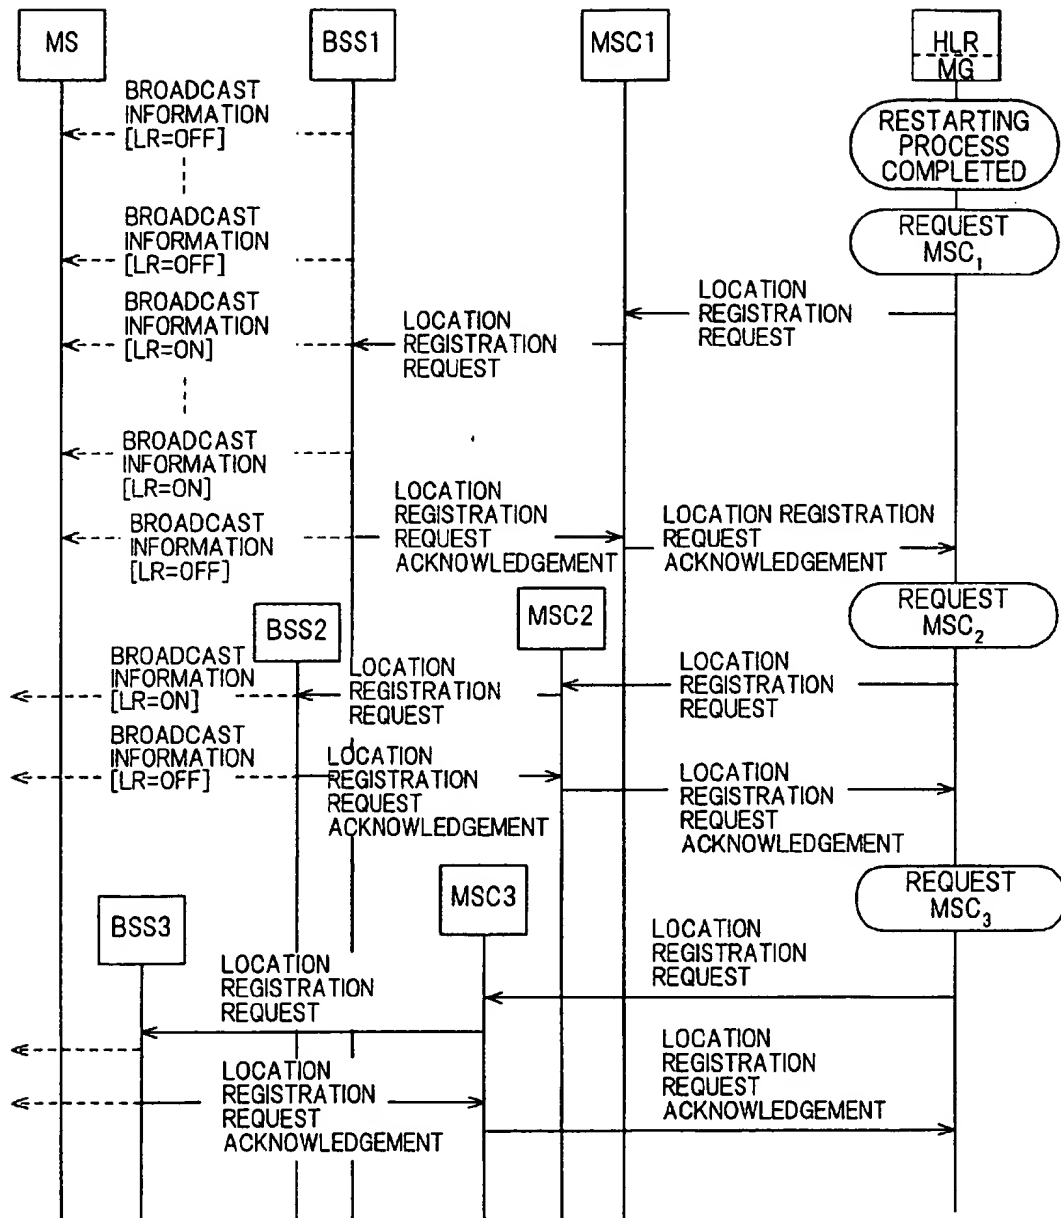 MS
BSS1
MSC1
HLR
MG
BROADCAST
INFORMATION
[LR=OFF]
RESTARTING
PROCESS
COMPLETED
BROADCAST
INFORMATION
[LR=OFF]
REQUEST
MSC1
BROADCAST
INFORMATION
[LR=ON]
LOCATION
REGISTRATION
REQUEST
LOCATION
REGISTRATION
REQUEST
BROADCAST
INFORMATION
[LR=ON]
BROADCAST
INFORMATION
[LR=OFF]
LOCATION
REGISTRATION
REQUEST
ACKNOWLEDGEMENT
LOCATION REGISTRATION
REQUEST
ACKNOWLEDGEMENT
BSS2
MSC2
REQUEST
MSC2
BROADCAST
INFORMATION
[LR=ON]
LOCATION
REGISTRATION
REQUEST
LOCATION
REGISTRATION
REQUEST
BROADCAST
INFORMATION
[LR=OFF]
LOCATION
REGISTRATION
REQUEST
ACKNOWLEDGEMENT
LOCATION
REGISTRATION
REQUEST
ACKNOWLEDGEMENT
BSS3
MSC3
REQUEST
MSC3
LOCATION
REGISTRATION
REQUEST
LOCATION
REGISTRATION
REQUEST
LOCATION
REGISTRATION
REQUEST
ACKNOWLEDGEMENT
LOCATION
REGISTRATION
REQUEST
ACKNOWLEDGEMENT